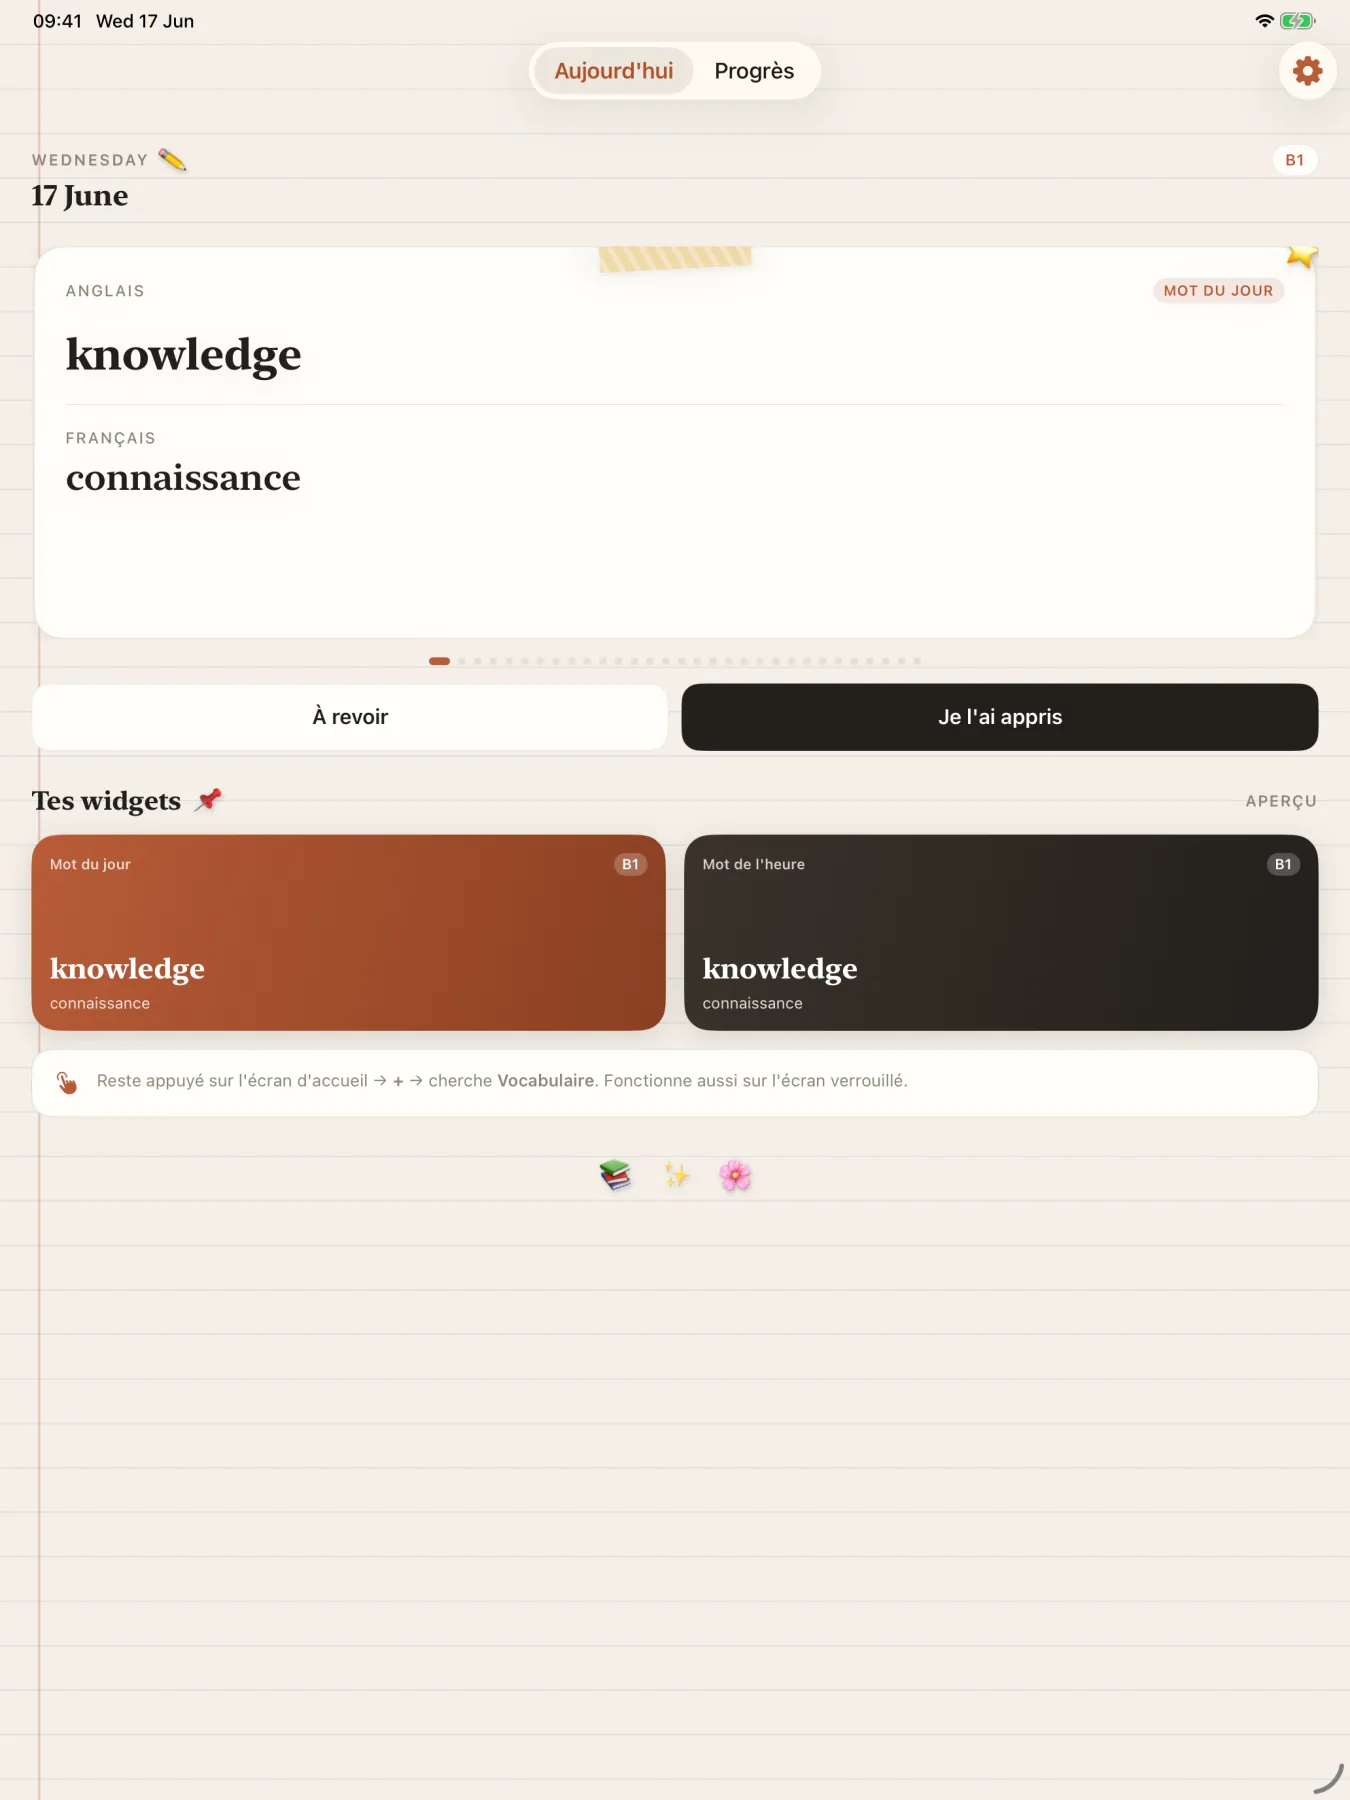 09:41 Wed 17 Jun
Aujourd'hui Progrès
WEDNESDAY
B1
17 June
ANGLAIS
MOT DU JOUR
knowledge
FRANÇAIS
connaissance
À revoir
Je l'ai appris
Tes widgets
APERÇU
Mot du jour
B1
knowledge
connaissance
Mot de l'heure
B1
knowledge
connaissance
Reste appuyé sur l'écran d'accueil → + → cherche Vocabulaire. Fonctionne aussi sur l'écran verrouillé.